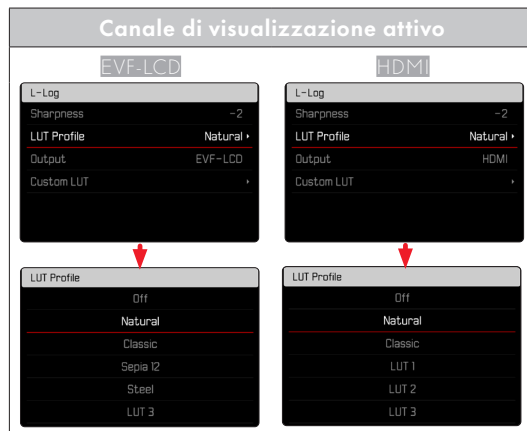 Canale di visualizzazione attivo
EVF-LCD
L-Log
Sharpness -2
LUT Profile Natural
Output EVF-LCD
Custom LUT
LUT Profile
Off
Natural
Classic
Sepia 12
Steel
LUT 3
HDMI
L-Log
Sharpness -2
LUT Profile Natural
Output HDMI
Custom LUT
LUT Profile
Off
Natural
Classic
LUT 1
LUT 2
LUT 3